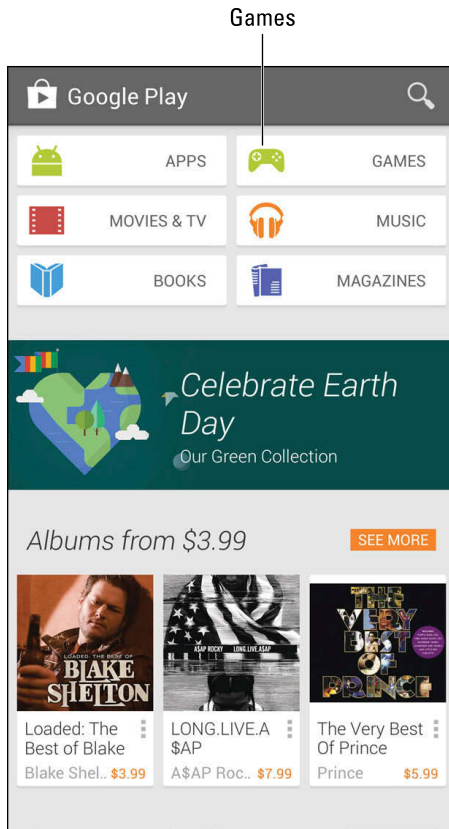 Games
Google Play
APPS
GAMES
MOVIES & TV
MUSIC
BOOKS
MAGAZINES
Celebrate Earth
Day
Our Green Collection
Albums from $3.99
SEE MORE
LOADED: THE BEST OF
BLAKE
SHELTON
A$AP ROCKY LONG.LIVE.A$AP
THE
VERY
BEST
OF
PRINCE
Loaded: The
Best of Blake
Blake Shel.. $3.99
LONG.LIVE.A
$AP
A$AP Roc.. $7.99
The Very Best
Of Prince
Prince $5.99